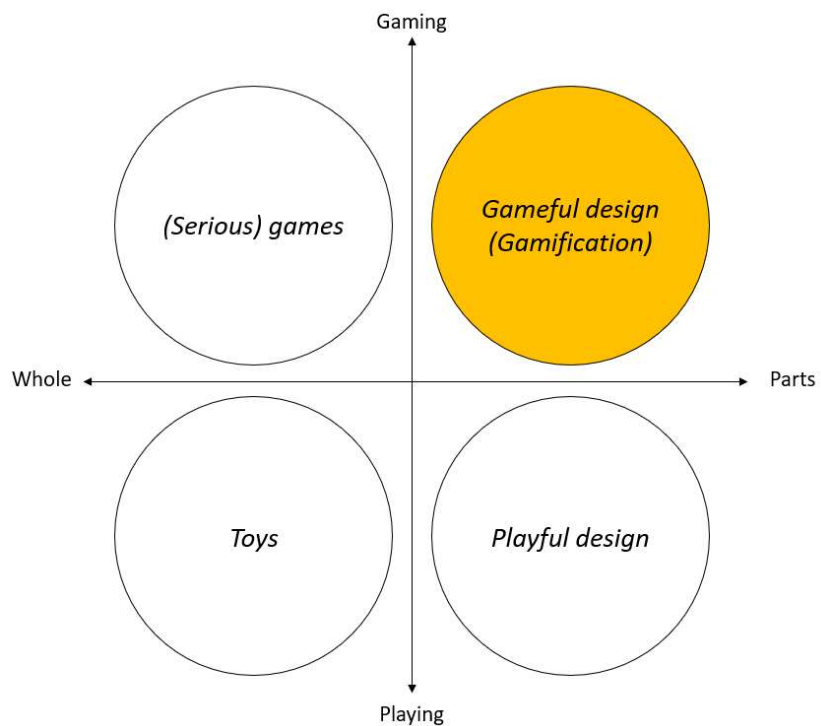 Gaming
(Serious) games
Gameful design
(Gamification)
Whole
Parts
Toys
Playful design
Playing